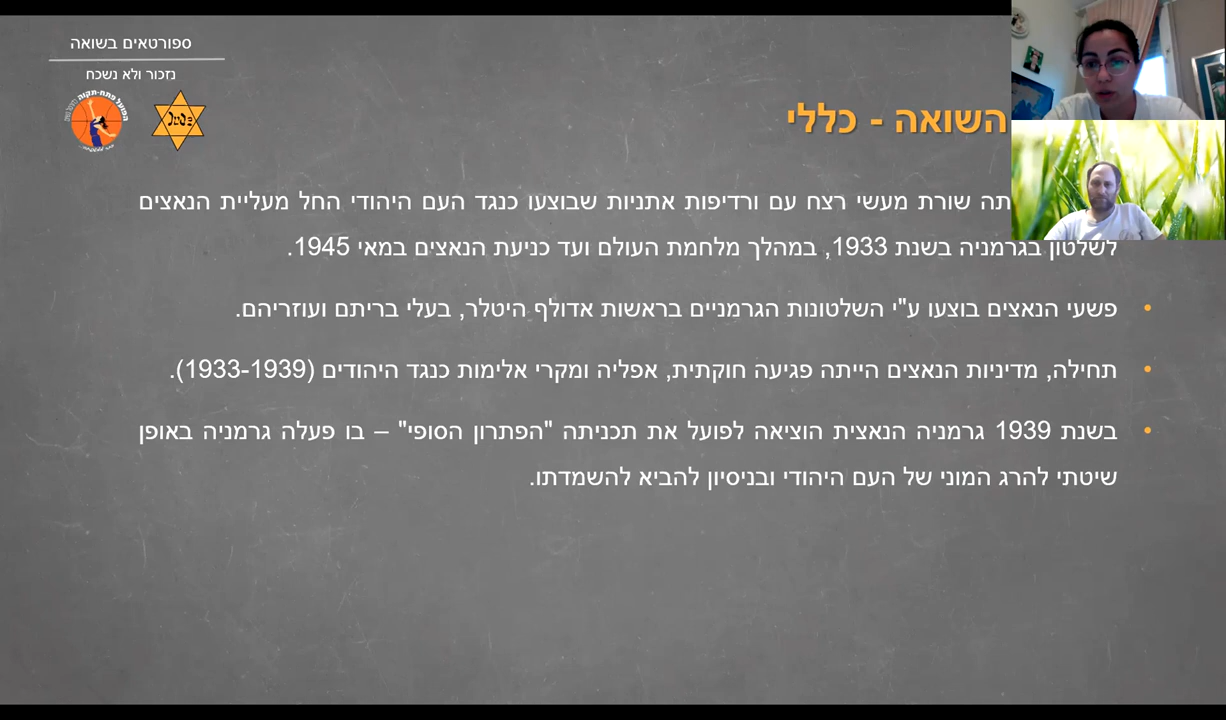 ספורטאים בשואה
נזכור ולא נשכח
הפועל פתח-תקוה
Jude
השואה - כללי
תה שורת מעשי רצח עם ורדיפות אתניות שבוצעו כנגד העם היהודי החל מעליית הנאצים
לשלטון בגרמניה בשנת 1933, במהלך מלחמת העולם ועד כניעת הנאצים במאי 1945.
• פשעי הנאצים בוצעו ע"י השלטונות הגרמניים בראשות אדולף היטלר, בעלי בריתם ועוזריהם.
• תחילה, מדיניות הנאצים הייתה פגיעה חוקתית, אפליה ומקרי אלימות כנגד היהודים (1933-1939).
• בשנת 1939 גרמניה הנאצית הוציאה לפועל את תכניתה "הפתרון הסופי" – בו פעלה גרמניה באופן
שיטתי להרג המוני של העם היהודי ובניסיון להביא להשמדתו.